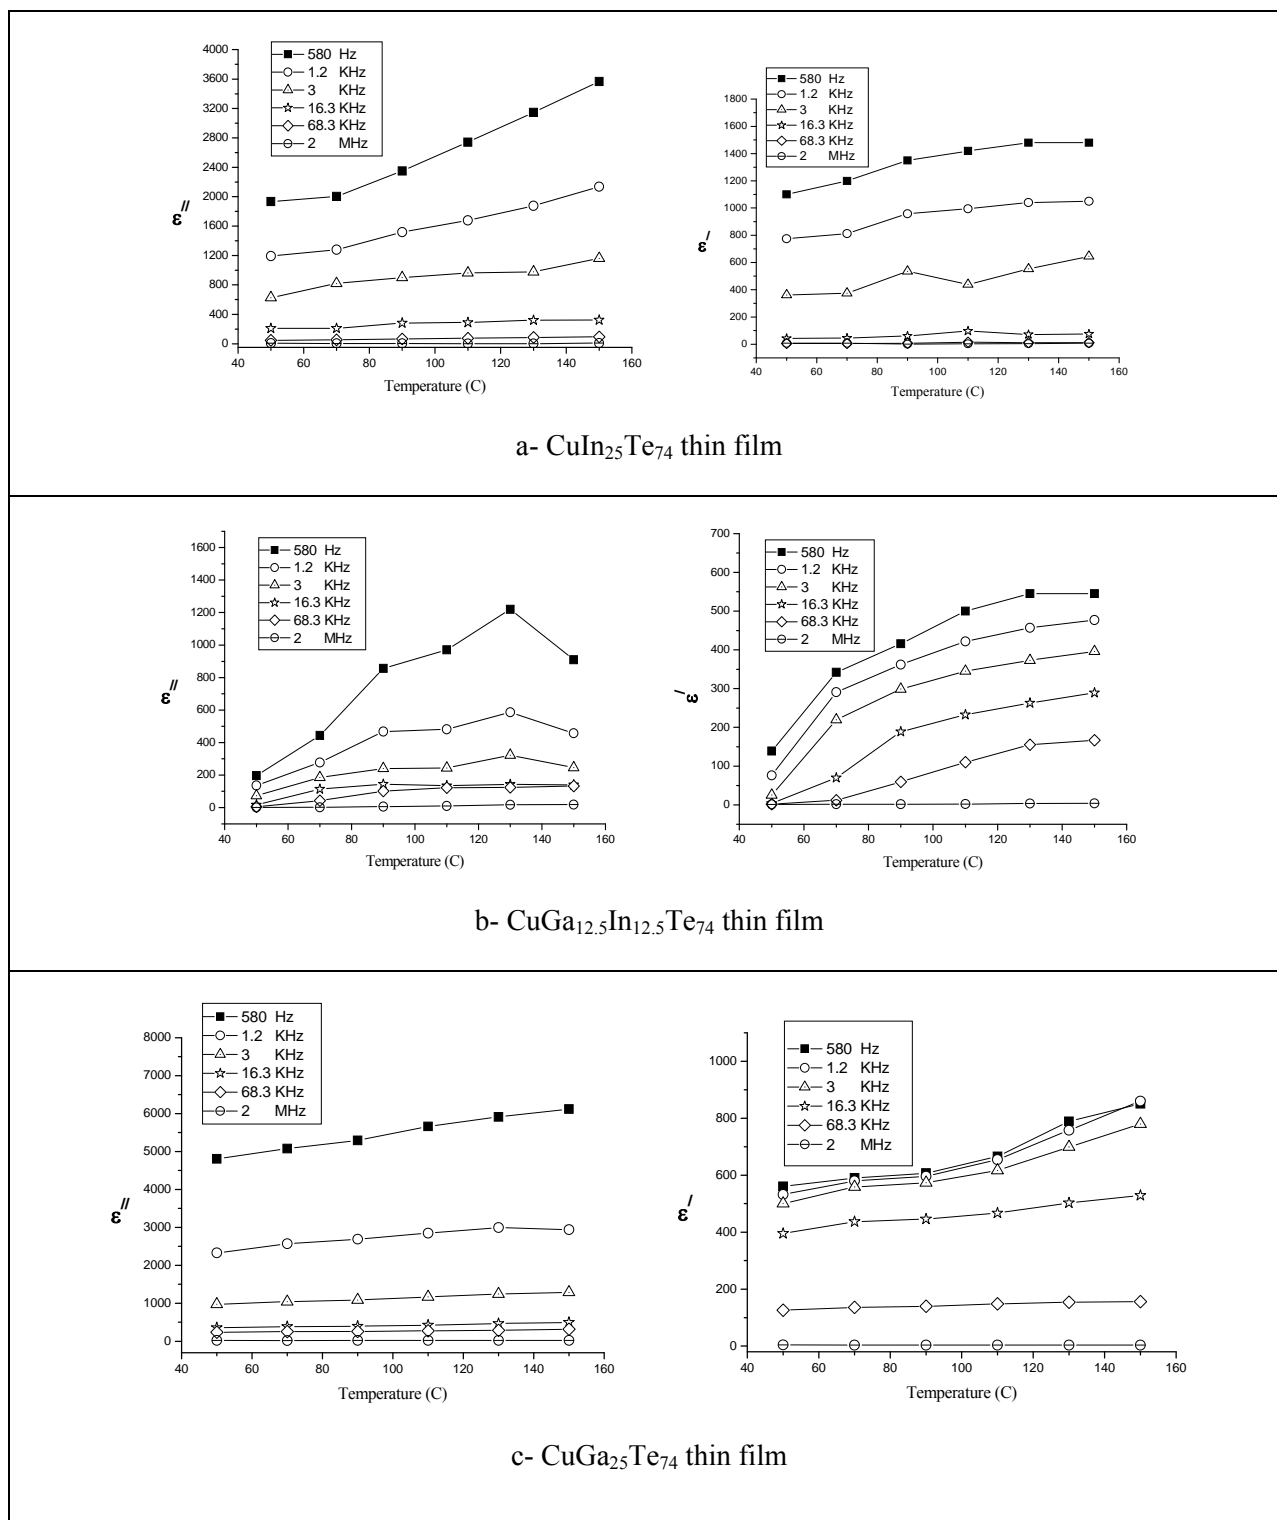 580 Hz
1.2 KHz
3 KHz
16.3 KHz
68.3 KHz
2 MHz
4000
3600
3200
2800
2400
2000
1600
1200
800
400
0
ε//
40 60 80 100 120 140 160
Temperature (C)
580 Hz
1.2 KHz
3 KHz
16.3 KHz
68.3 KHz
2 MHz
1800
1600
1400
1200
1000
800
600
400
200
0
ε/
40 60 80 100 120 140 160
Temperature (C)
a- CuIn25Te74 thin film
580 Hz
1.2 KHz
3 KHz
16.3 KHz
68.3 KHz
2 MHz
1600
1400
1200
1000
800
600
400
200
0
ε//
40 60 80 100 120 140 160
Temperature (C)
580 Hz
1.2 KHz
3 KHz
16.3 KHz
68.3 KHz
2 MHz
700
600
500
400
300
200
100
0
ε/
40 60 80 100 120 140 160
Temperature (C)
b- CuGa12.5In12.5Te74 thin film
580 Hz
1.2 KHz
3 KHz
16.3 KHz
68.3 KHz
2 MHz
8000
7000
6000
5000
4000
3000
2000
1000
0
ε//
40 60 80 100 120 140 160
Temperature (C)
580 Hz
1.2 KHz
3 KHz
16.3 KHz
68.3 KHz
2 MHz
1000
800
600
400
200
0
ε/
40 60 80 100 120 140 160
Temperature (C)
c- CuGa25Te74 thin film